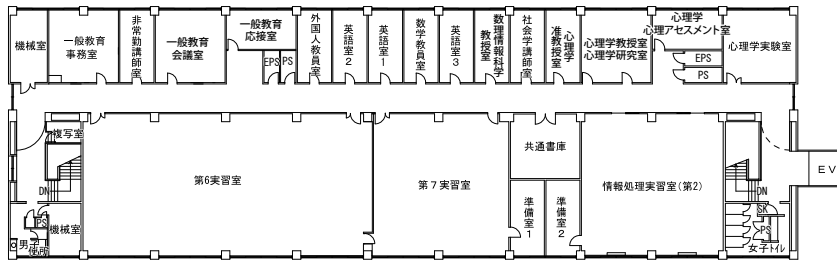 機械室
一般教育
事務室
非常勤講師室
一般教育
会議室
一般教育
応接室
EPS
PS
外国人教員室
英語室2
英語室1
数学教員室
英語室3
数理情報科学
教授室
社会学講師室
心理学
准教授室
心理学教授室
心理学研究室
心理学
心理アセスメント室
EPS
PS
心理学実験室
複写室
DN
PS
機械室
男子
便所
第6実習室
第7実習室
共通書庫
準備室1
準備室2
情報処理実習室(第2)
EV
DN
SK
PS
女子トイレ